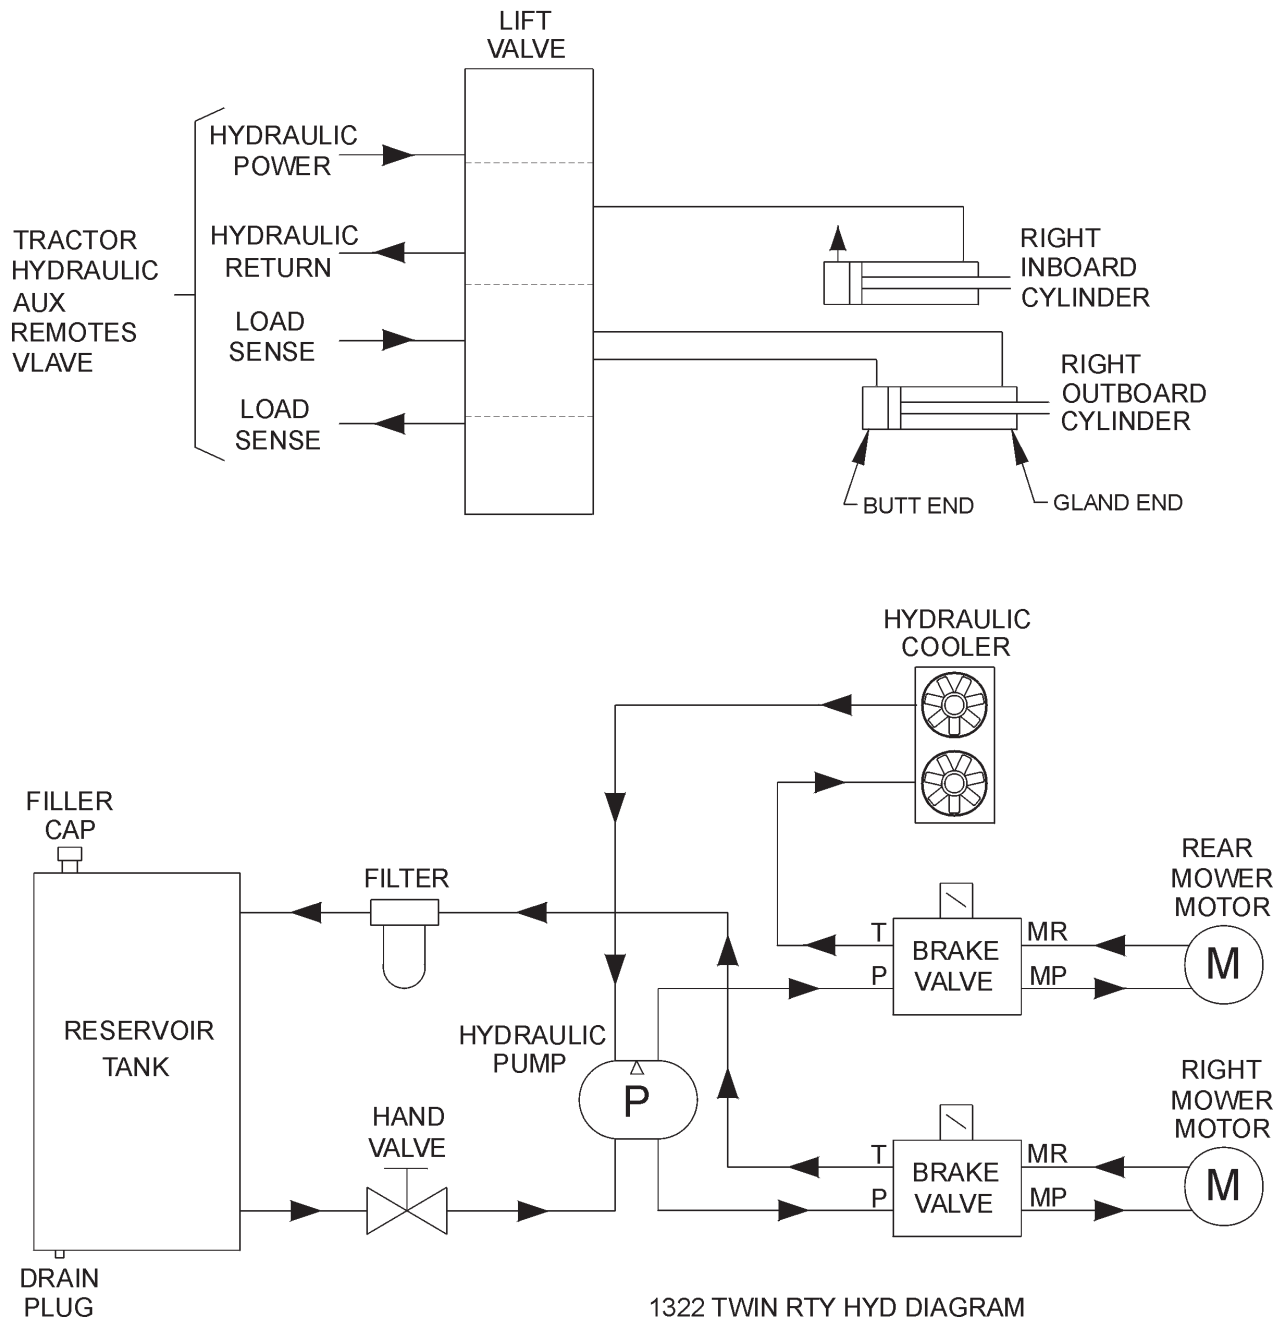 LIFT
VALVE
HYDRAULIC
POWER
HYDRAULIC
RETURN
LOAD
SENSE
LOAD
SENSE
TRACTOR
HYDRAULIC
AUX
REMOTES
VLAVE
RIGHT
INBOARD
CYLINDER
RIGHT
OUTBOARD
CYLINDER
BUTT END
GLAND END
HYDRAULIC
COOLER
FILLER
CAP
FILTER
RESERVOIR
TANK
HYDRAULIC
PUMP
P
HAND
VALVE
DRAIN
PLUG
REAR
MOWER
MOTOR
T
P
BRAKE
VALVE
MR
MP
M
RIGHT
MOWER
MOTOR
T
P
BRAKE
VALVE
MR
MP
M
1322 TWIN RTY HYD DIAGRAM